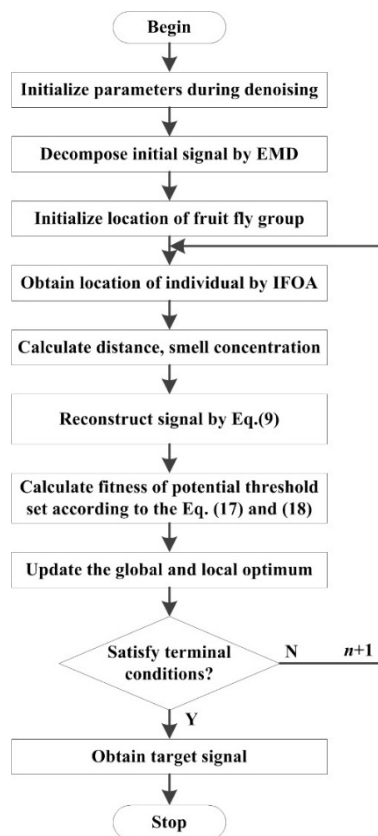 Begin
Initialize parameters during denoising
Decompose initial signal by EMD
Initialize location of fruit fly group
Obtain location of individual by IFOA
Calculate distance, smell concentration
Reconstruct signal by Eq.(9)
Calculate fitness of potential threshold
set according to the Eq. (17) and (18)
Update the global and local optimum
Satisfy terminal
conditions?
N
n+1
Y
Obtain target signal
Stop